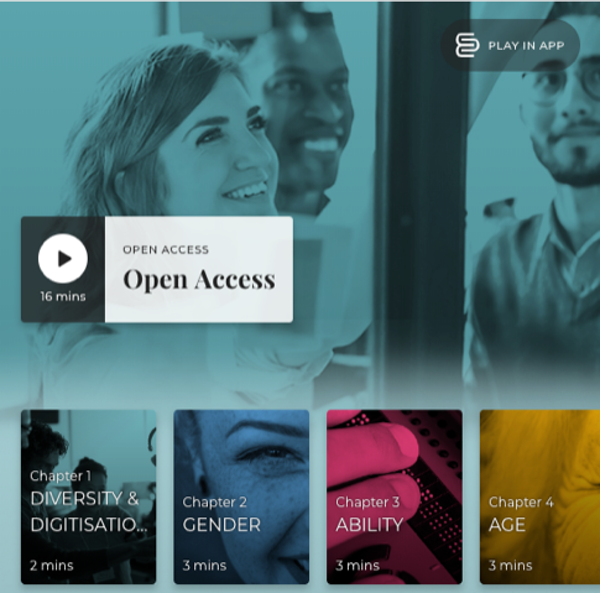 PLAY IN APP
OPEN ACCESS
Open Access
16 mins
Chapter 1
DIVERSITY &
DIGITISATIO...
2 mins
Chapter 2
GENDER
3 mins
Chapter 3
ABILITY
3 mins
Chapter 4
AGE
3 mins